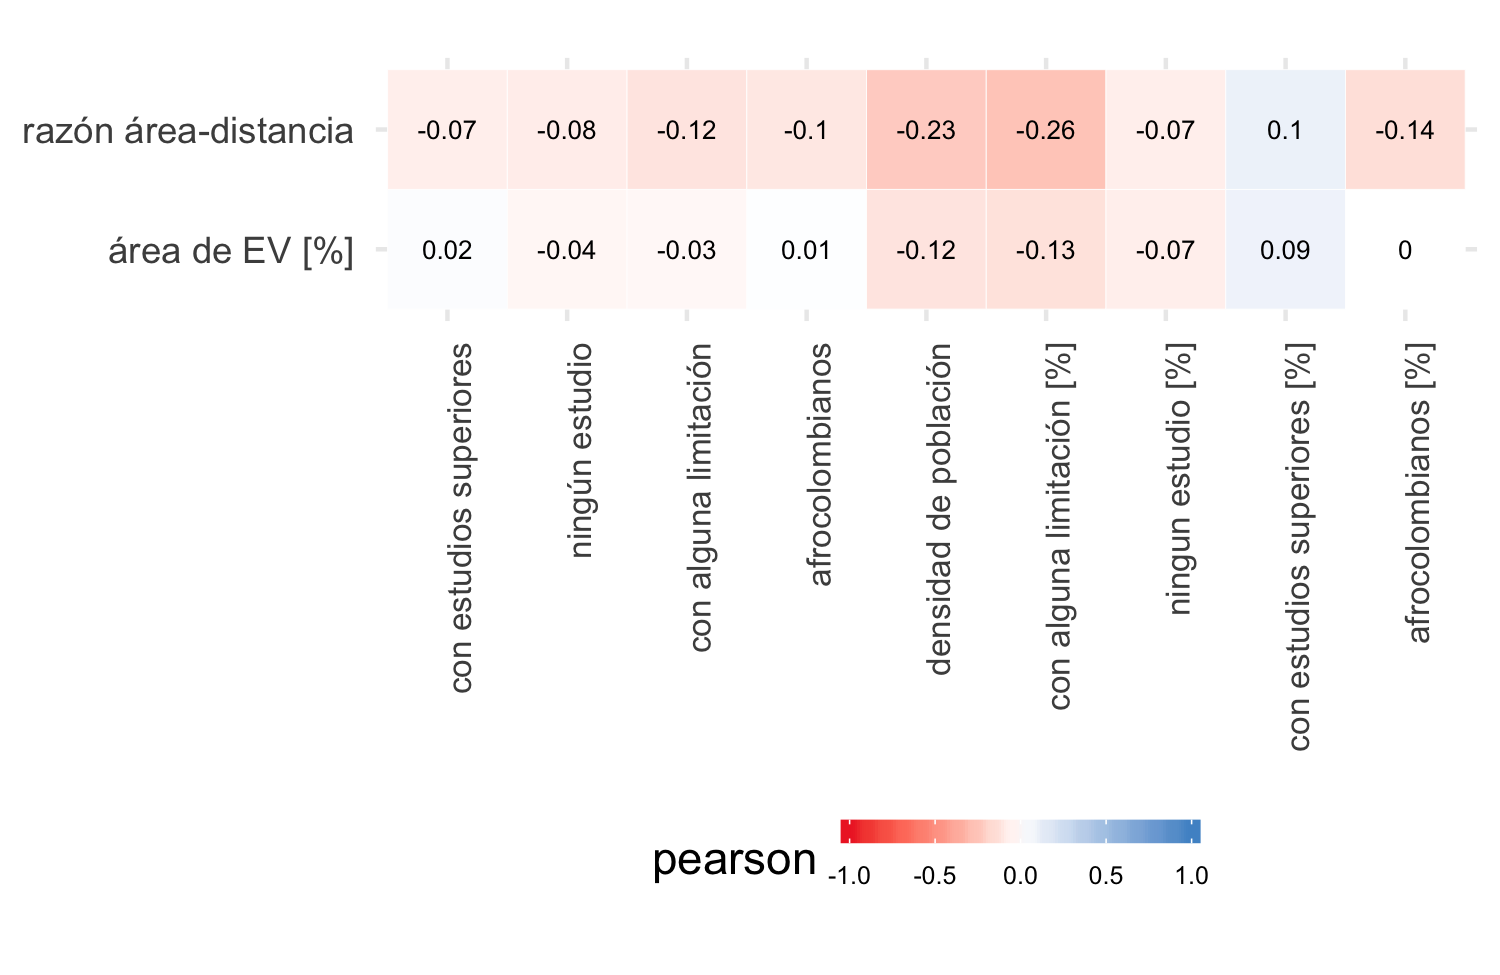 razón área-distancia
-0.07 -0.08 -0.12 -0.1 -0.23 -0.26 -0.07 0.1 -0.14
área de EV [%]
0.02 -0.04 -0.03 0.01 -0.12 -0.13 -0.07 0.09 0
con estudios superiores
ningún estudio
con alguna limitación
afrocolombianos
densidad de población
con alguna limitación [%]
ningun estudio [%]
con estudios superiores [%]
afrocolombianos [%]
pearson
-1.0 -0.5 0.0 0.5 1.0